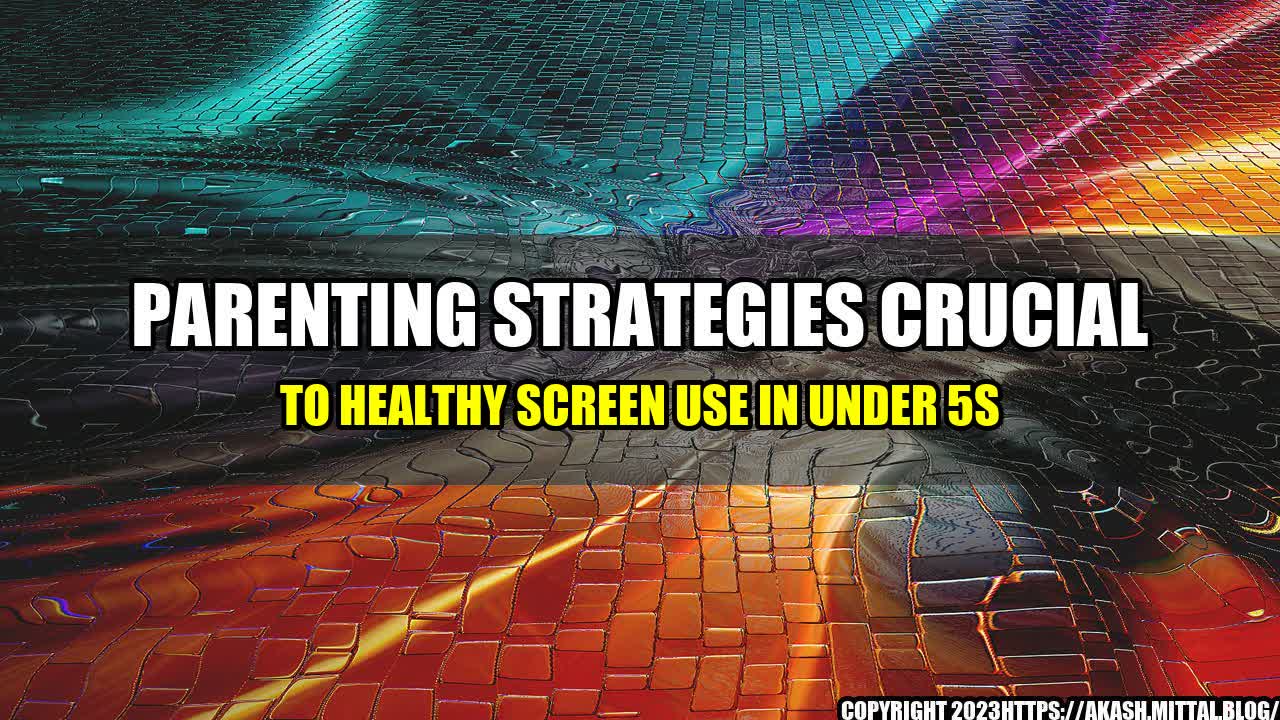 PARENTING STRATEGIES CRUCIAL
TO HEALTHY SCREEN USE IN UNDER 5S
COPYRIGHT 2023HTTPS://AKASH.MITTAL.BLOG/